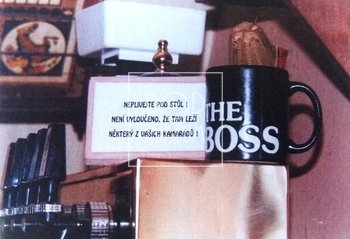 NEPLIVEJTE POD STŮL !
NENÍ VYLOUČENO, ŽE TAM LEŽÍ
NĚKTERÝ Z VAŠICH KAMARÁDŮ !
THE
BOSS